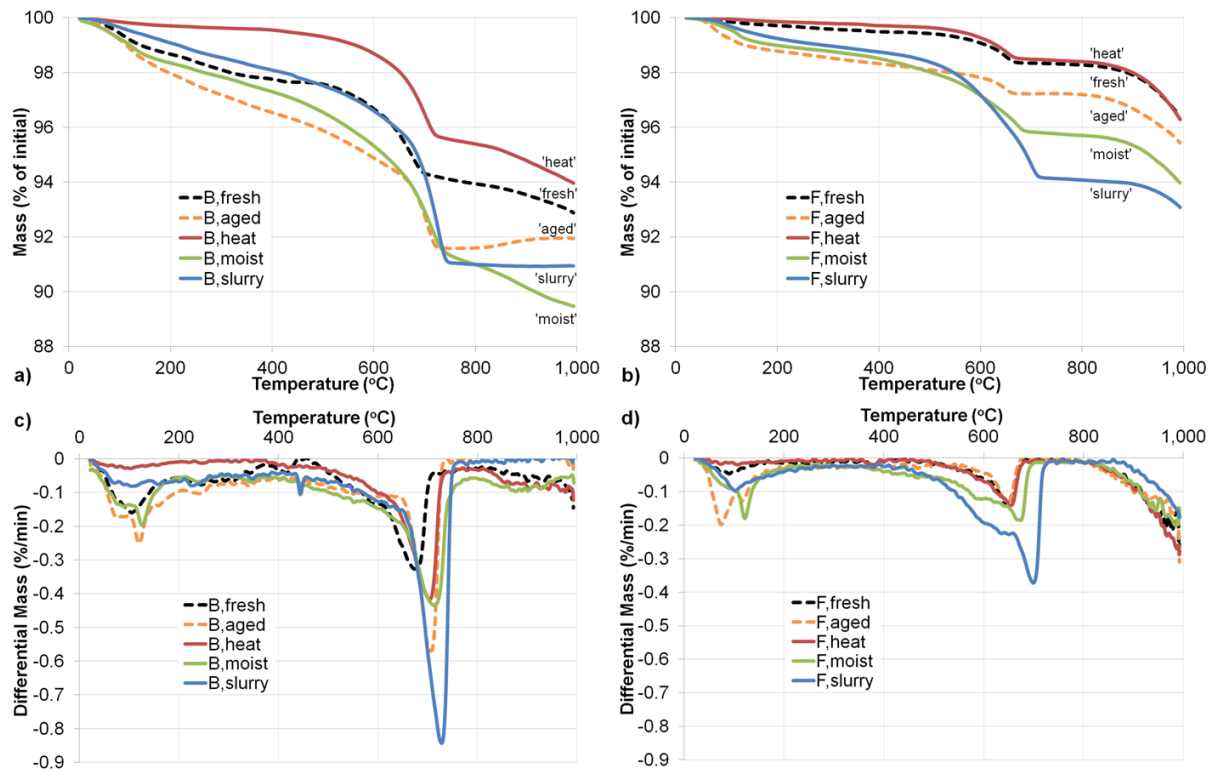 100
98
96
94
92
90
88
Mass (% of initial)
B,fresh
B,aged
B,heat
B,moist
B,slurry
'heat'
'fresh'
'aged'
'slurry'
'moist'
0 200 400 600 800 1,000
a) Temperature (oC)
100
98
96
94
92
90
88
Mass (% of initial)
F,fresh
F,aged
F,heat
F,moist
F,slurry
'heat'
'fresh'
'aged'
'moist'
'slurry'
0 200 400 600 800 1,000
b) Temperature (oC)
c) Temperature (oC)
0 200 400 600 800 1,000
0
-0.1
-0.2
-0.3
-0.4
-0.5
-0.6
-0.7
-0.8
-0.9
Differential Mass (%/min)
B,fresh
B,aged
B,heat
B,moist
B,slurry
d) Temperature (oC)
0 200 400 600 800 1,000
0
-0.1
-0.2
-0.3
-0.4
-0.5
-0.6
-0.7
-0.8
-0.9
Differential Mass (%/min)
F,fresh
F,aged
F,heat
F,moist
F,slurry